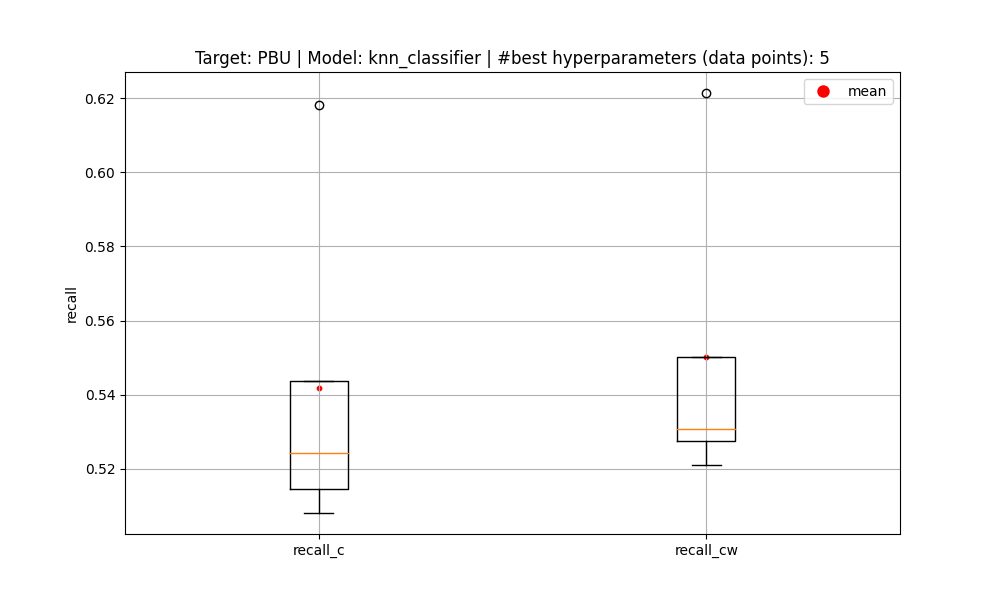 Target: PBU | Model: knn_classifier | #best hyperparameters (data points): 5
mean
0.62
0.60
0.58
0.56
0.54
0.52
recall
recall_c
recall_cw